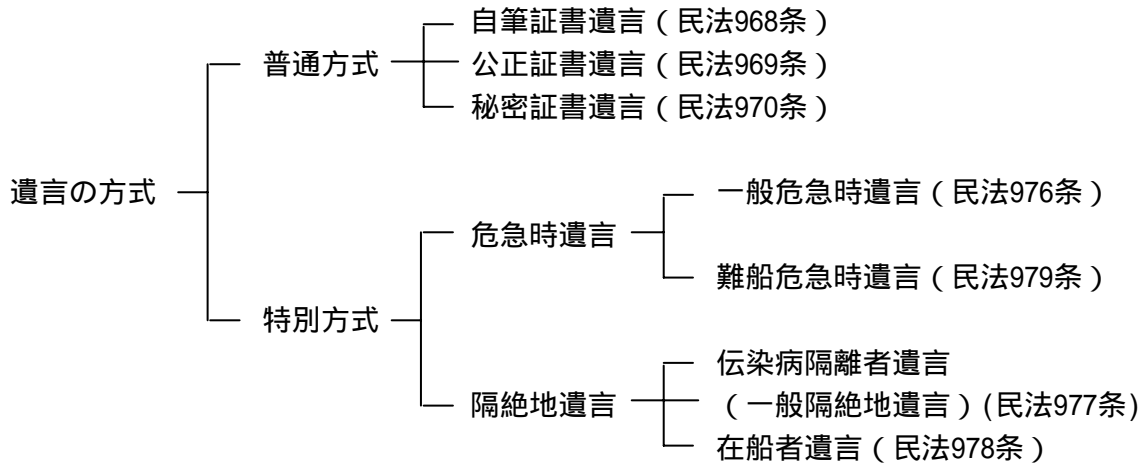 遺言の方式
普通方式
自筆証書遺言(民法968条)
公正証書遺言(民法969条)
秘密証書遺言(民法970条)
特別方式
危急時遺言
一般危急時遺言(民法976条)
難船危急時遺言(民法979条)
隔絶地遺言
伝染病隔離者遺言
(一般隔絶地遺言)(民法977条)
在船者遺言(民法978条)